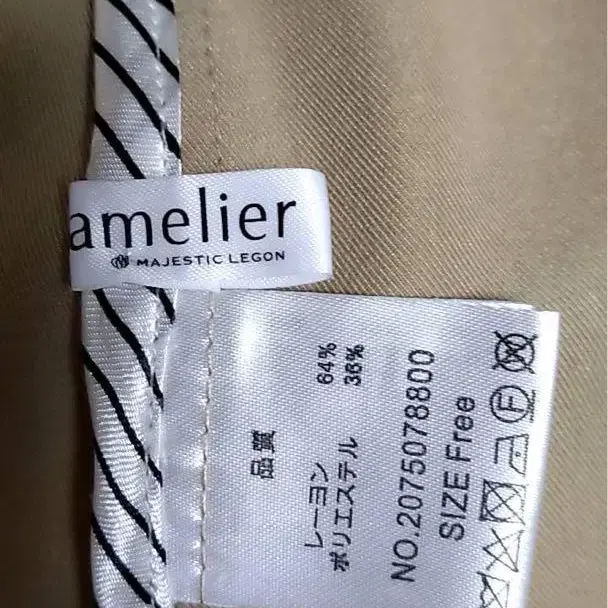 amelier
MAJESTIC LEGON
品質
レーヨン 64%
ポリエステル 36%
NO.2075078800
SIZE Free